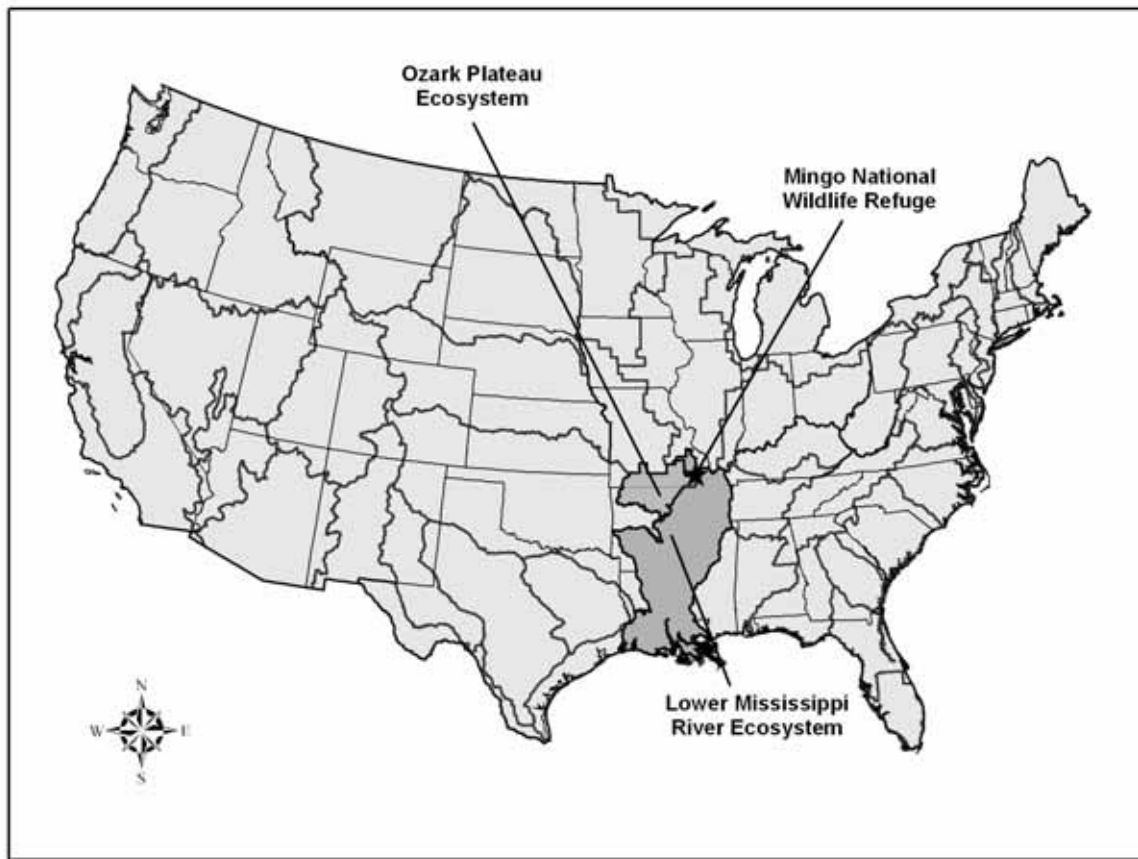 Ozark Plateau
Ecosystem
Mingo National
Wildlife Refuge
Lower Mississippi
River Ecosystem
N
W
E
S